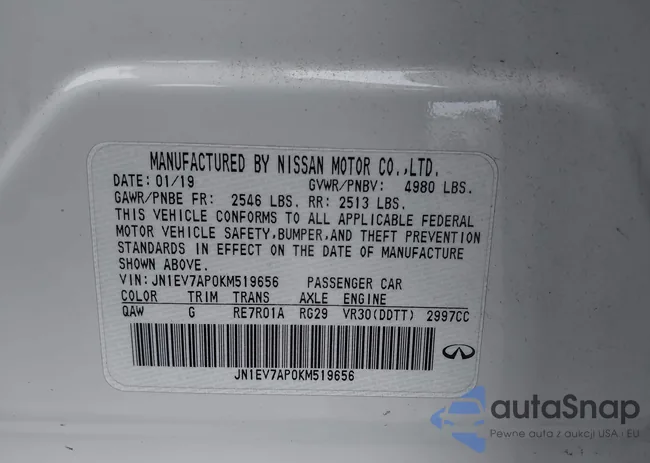 MANUFACTURED BY NISSAN MOTOR CO.,LTD.
DATE: 01/19 GVWR/PNBV: 4980 LBS.
GAWR/PNBE FR: 2546 LBS. RR: 2513 LBS.
THIS VEHICLE CONFORMS TO ALL APPLICABLE FEDERAL
MOTOR VEHICLE SAFETY,BUMPER,AND THEFT PREVENTION
STANDARDS IN EFFECT ON THE DATE OF MANUFACTURE
SHOWN ABOVE.
VIN: JN1EV7AP0KM519656 PASSENGER CAR
COLOR TRIM TRANS AXLE ENGINE
QAW G RE7R01A RG29 VR30(DDTT) 2997CC
JN1EV7AP0KM519656
autaSnap
Pewne auta z aukcji USA i EU